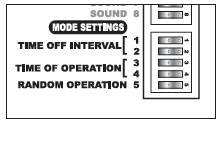 SOUND 8
MODE SETTINGS
TIME OFF INTERVAL 1
2
TIME OF OPERATION 3
4
RANDOM OPERATION 5